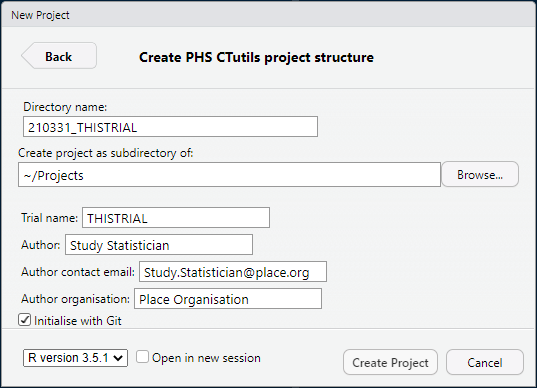 New Project
Back
Create PHS CTutils project structure
Directory name:
210331_THISTRIAL
Create project as subdirectory of:
~/Projects
Browse...
Trial name: THISTRIAL
Author: Study Statistician
Author contact email: Study.Statistician@place.org
Author organisation: Place Organisation
Initialise with Git
R version 3.5.1 Open in new session Create Project Cancel